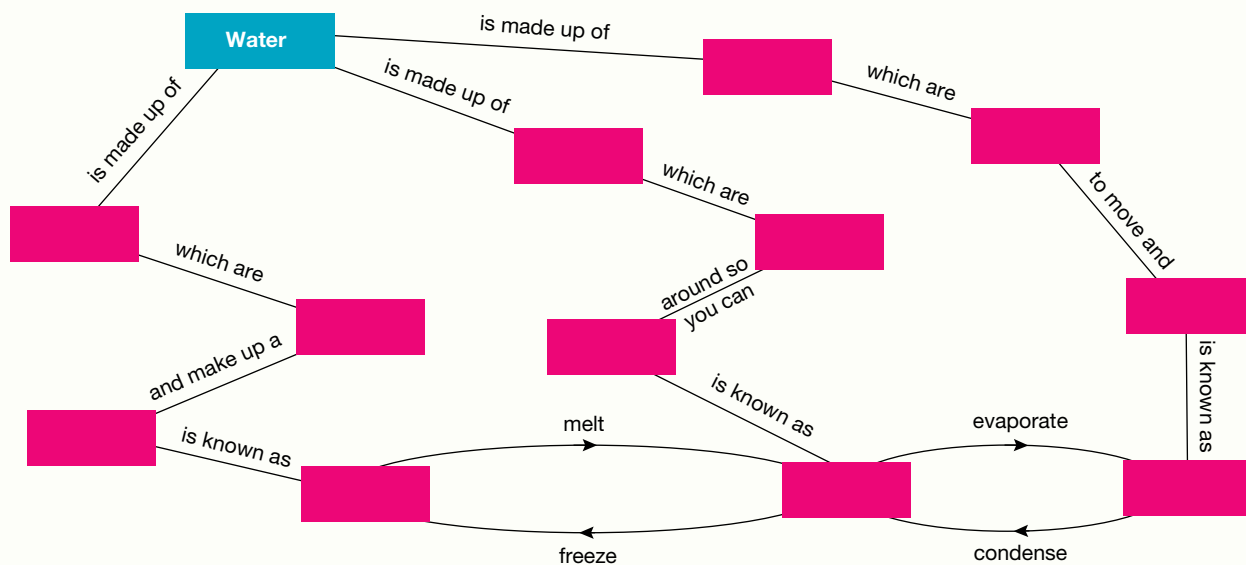 Water
is made up of
which are
is made up of
which are
to move and
is made up of
which are
around so
you can
and make up a
is known as
is known as
is known as
melt
evaporate
freeze
condense